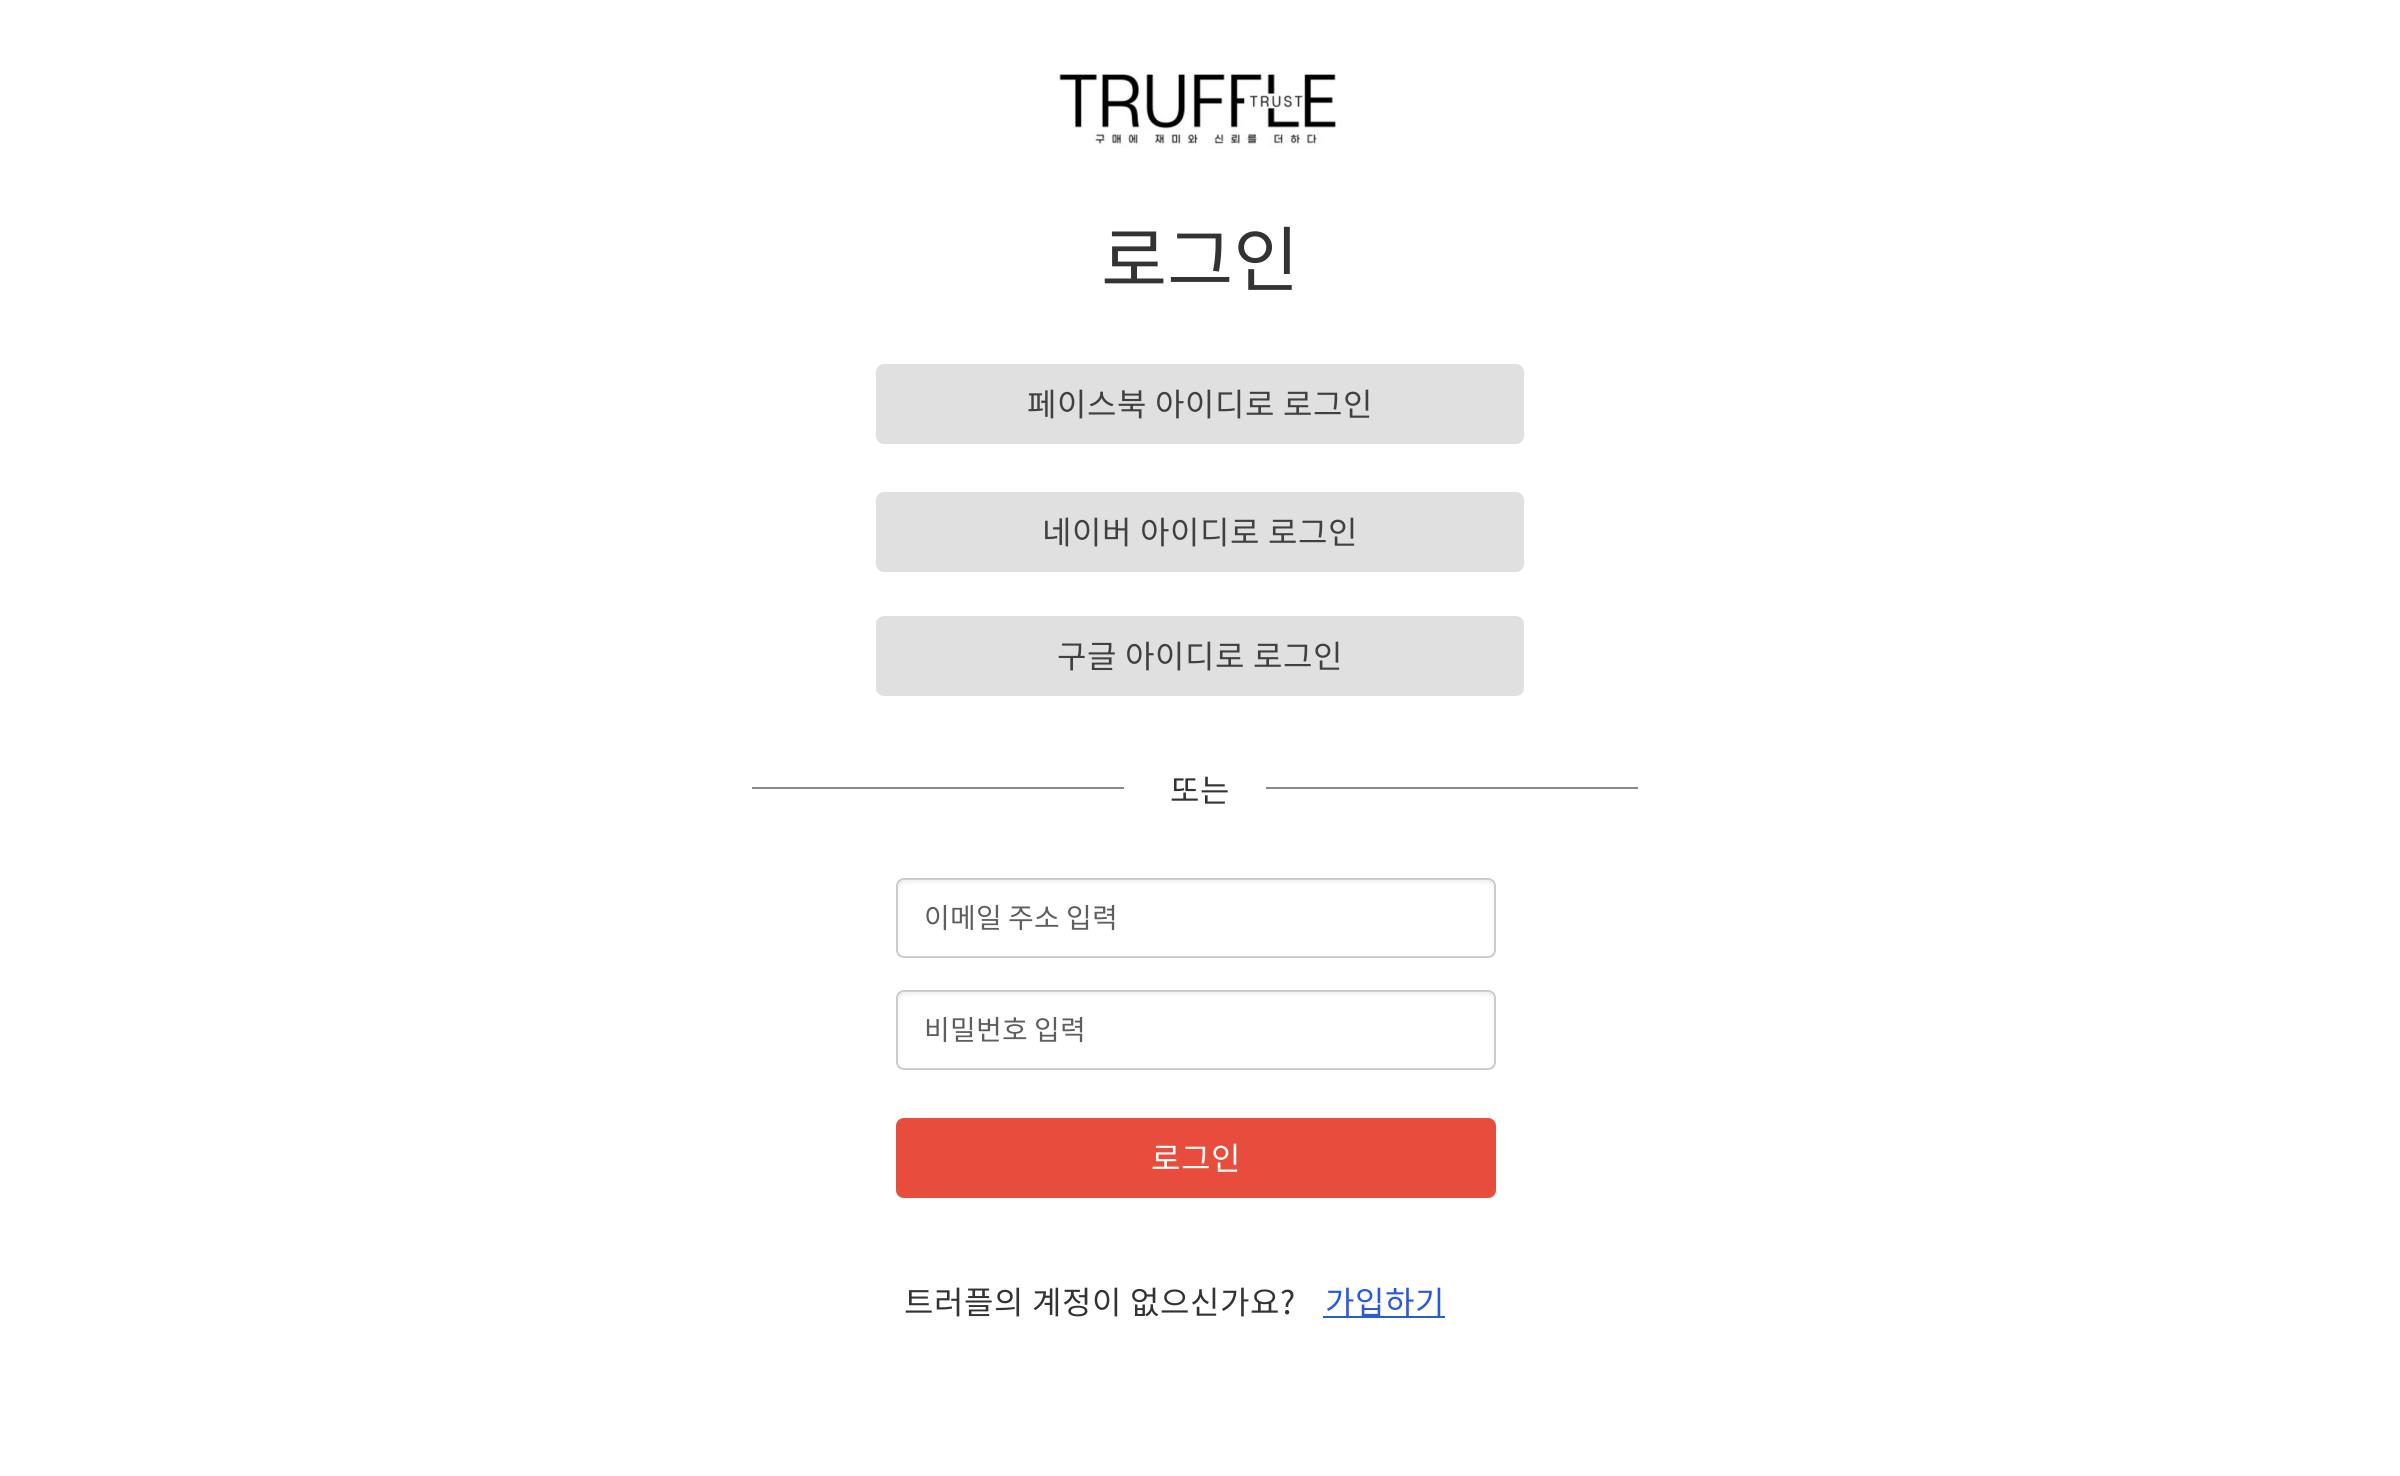 TRUFFLE
TRUST
구매에 재미와 신뢰를 더하다
로그인
페이스북 아이디로 로그인
네이버 아이디로 로그인
구글 아이디로 로그인
또는
이메일 주소 입력
비밀번호 입력
로그인
트러플의 계정이 없으신가요? 가입하기